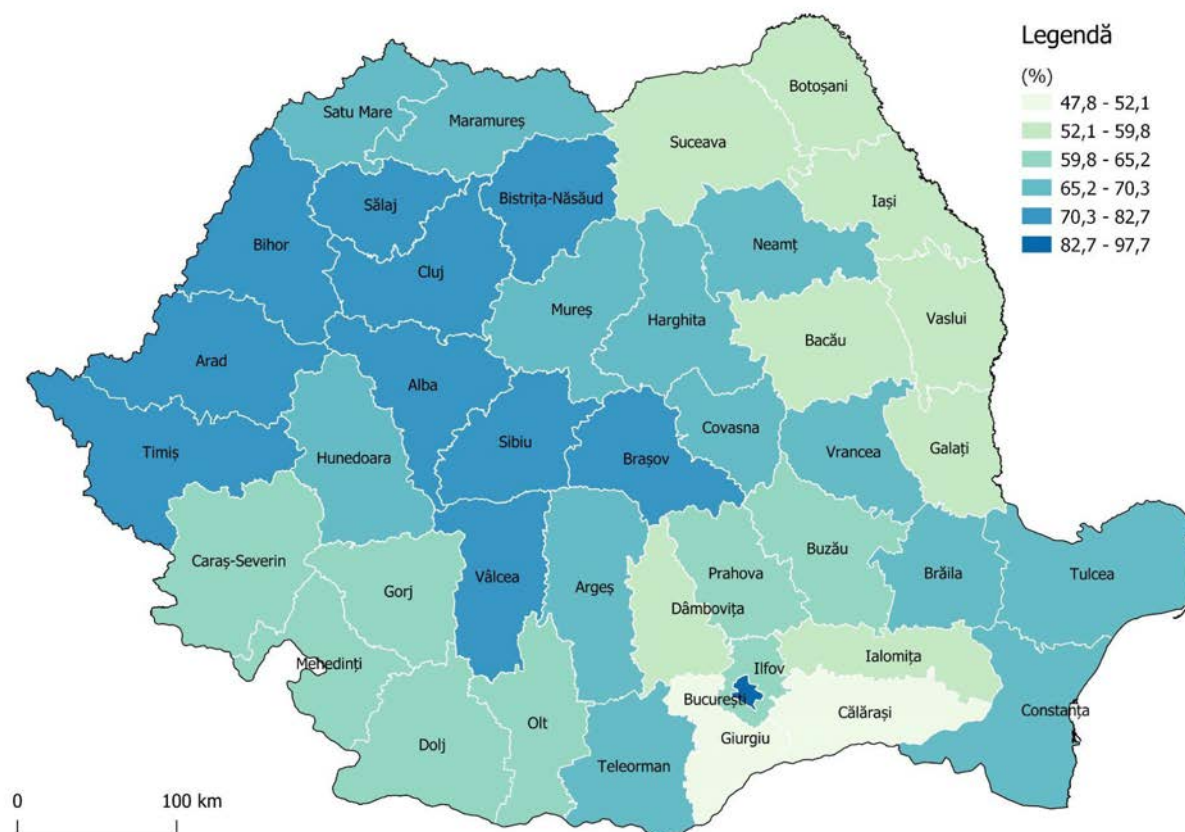 Legendă
(%)
47,8 - 52,1
52,1 - 59,8
59,8 - 65,2
65,2 - 70,3
70,3 - 82,7
82,7 - 97,7
Botoșani
Satu Mare
Maramureș
Suceava
Sălaj
Bistrița-Năsăud
Iași
Bihor
Neamț
Cluj
Mureș
Harghita
Vaslui
Bacău
Arad
Alba
Covasna
Sibiu
Timiș
Hunedoara
Brașov
Vrancea
Galați
Caraș-Severin
Gorj
Vâlcea
Argeș
Prahova
Buzău
Brăila
Tulcea
Dâmbovița
Mehedinți
Ilfov
Ialomița
București
Călărași
Constanța
Olt
Giurgiu
Dolj
Teleorman
0 100 km